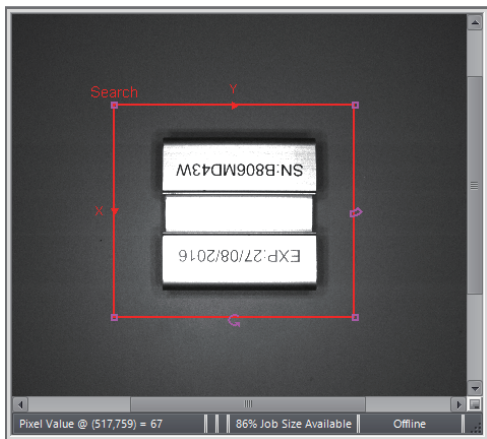 Search
Y
X
SN:B806MD43W
EXP:27/08/2016
Pixel Value @ (517,759) = 67
86% Job Size Available
Offline